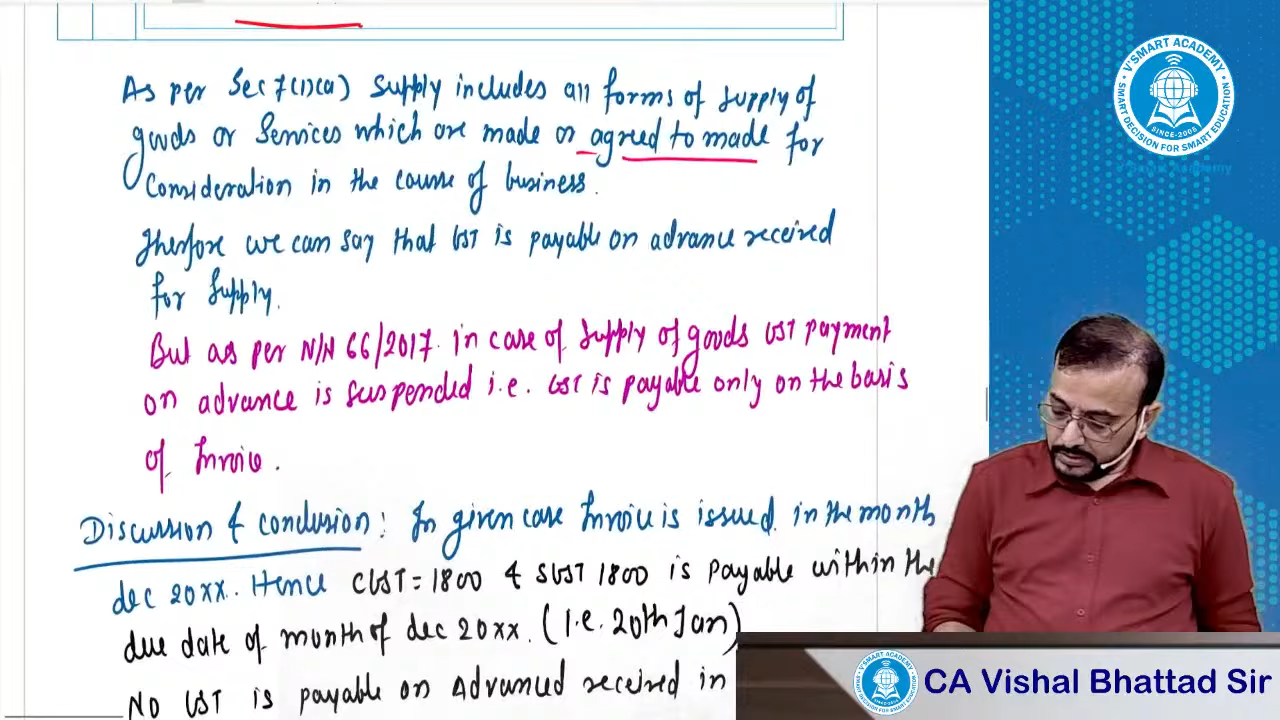 As per Sec 7(1)(a) Supply includes all forms of supply of
goods or Services which are made or agreed to made for
Consideration in the course of business.
Therefore we can say that GST is payable on advance received
for Supply.
But as per N/N 66/2017 in case of supply of goods GST payment
on advance is suspended i.e. GST is payable only on the basis
of Invoice.
Discussion & conclusion: In given case Invoice is issued in the month
dec 20XX. Hence CGST = 1800 & SGST 1800 is payable within the
due date of month of dec 20XX. (i.e. 20th Jan)
No GST is payable on Advanced received in
V'SMART ACADEMY
SINCE-2005
SMART DECISION FOR SMART EDUCATION
CA Vishal Bhattad Sir